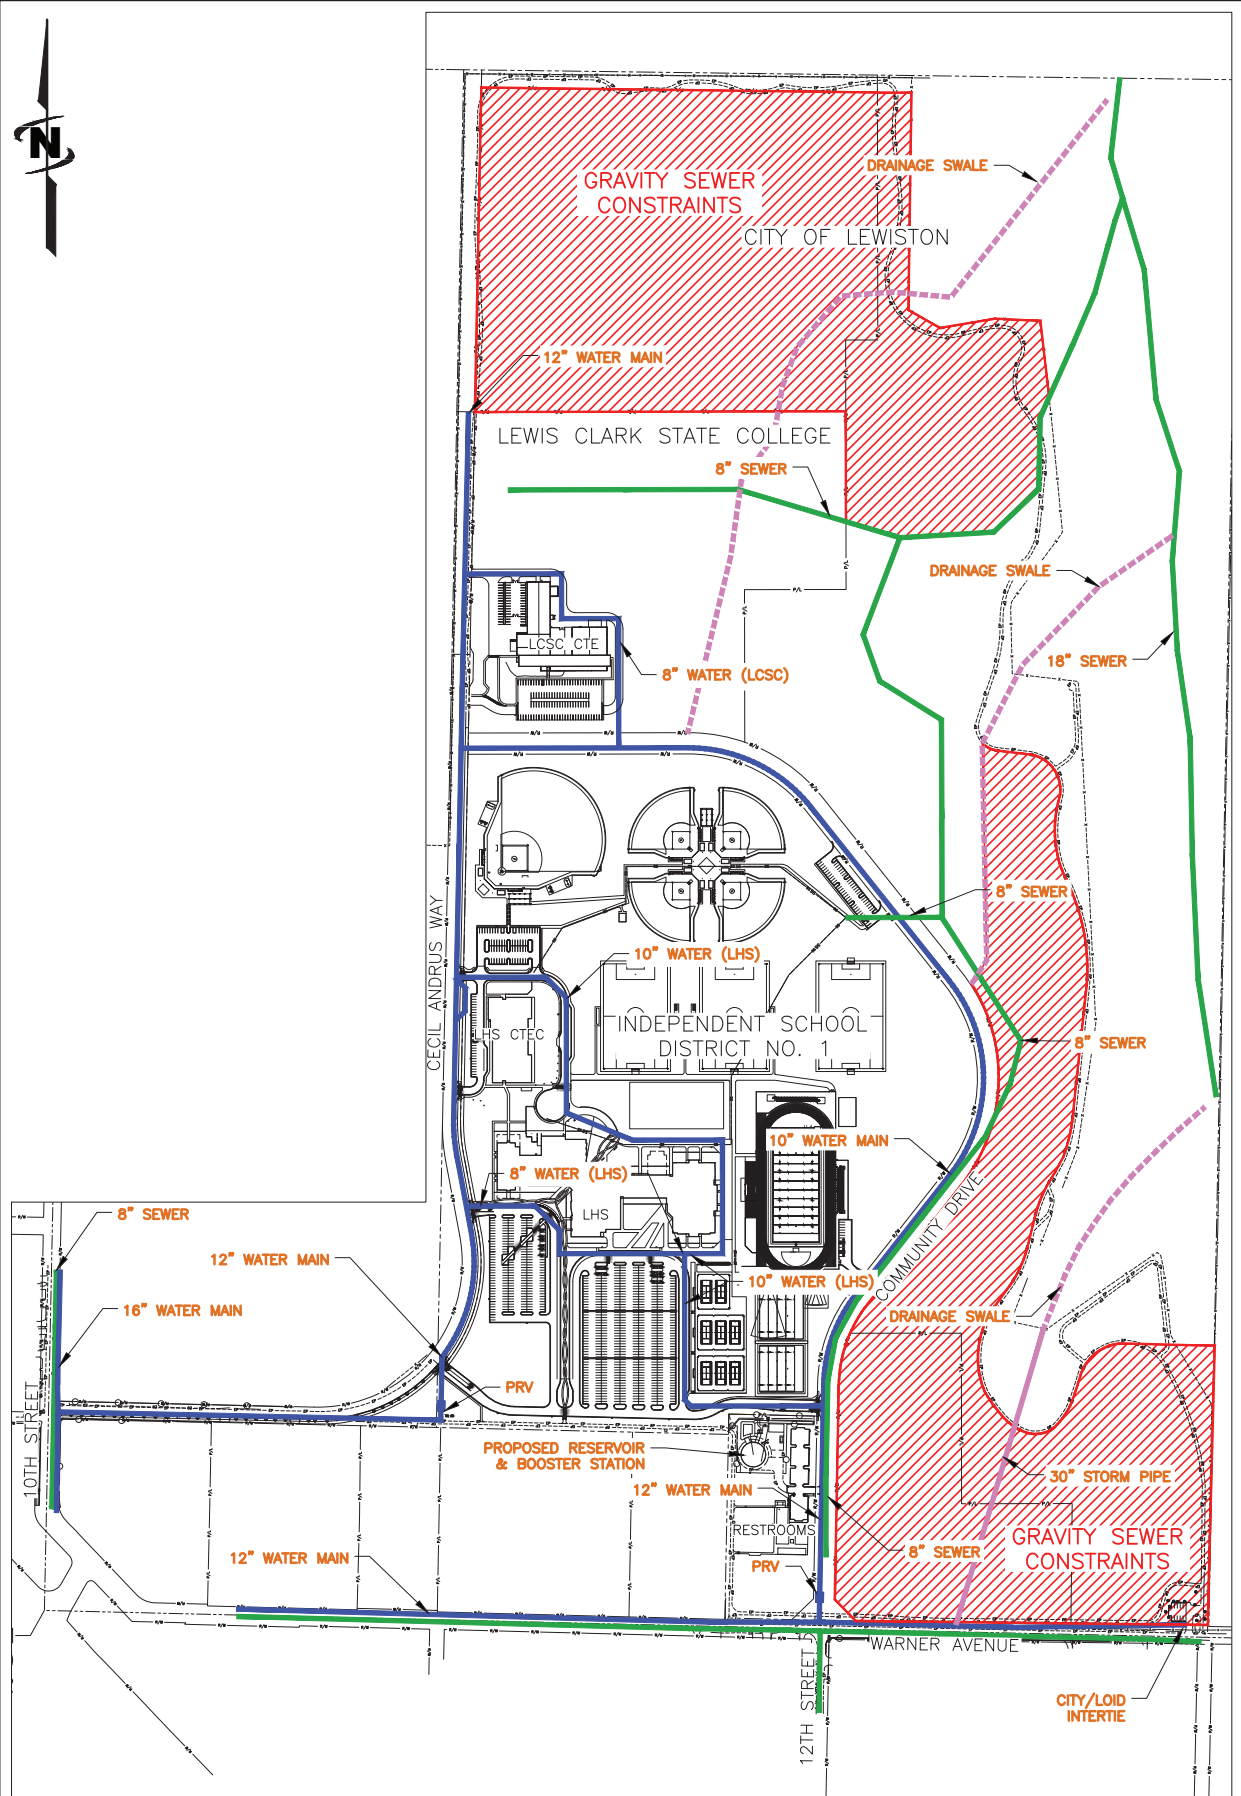 N
DRAINAGE SWALE
GRAVITY SEWER
CONSTRAINTS
CITY OF LEWISTON
12" WATER MAIN
LEWIS CLARK STATE COLLEGE
8" SEWER
DRAINAGE SWALE
LCSC CTE
18" SEWER
8" WATER (LCSC)
8" SEWER
CECIL ANDRUS WAY
10" WATER (LHS)
INDEPENDENT SCHOOL
DISTRICT NO. 1
LHS CTEC
8" SEWER
10" WATER MAIN
8" WATER (LHS)
COMMUNITY DRIVE
8" SEWER
LHS
12" WATER MAIN
10" WATER (LHS)
16" WATER MAIN
DRAINAGE SWALE
PRV
10TH STREET
PROPOSED RESERVOIR
& BOOSTER STATION
30" STORM PIPE
12" WATER MAIN
RESTROOMS
GRAVITY SEWER
CONSTRAINTS
8" SEWER
12" WATER MAIN
PRV
WARNER AVENUE
12TH STREET
CITY/LOID
INTERTIE